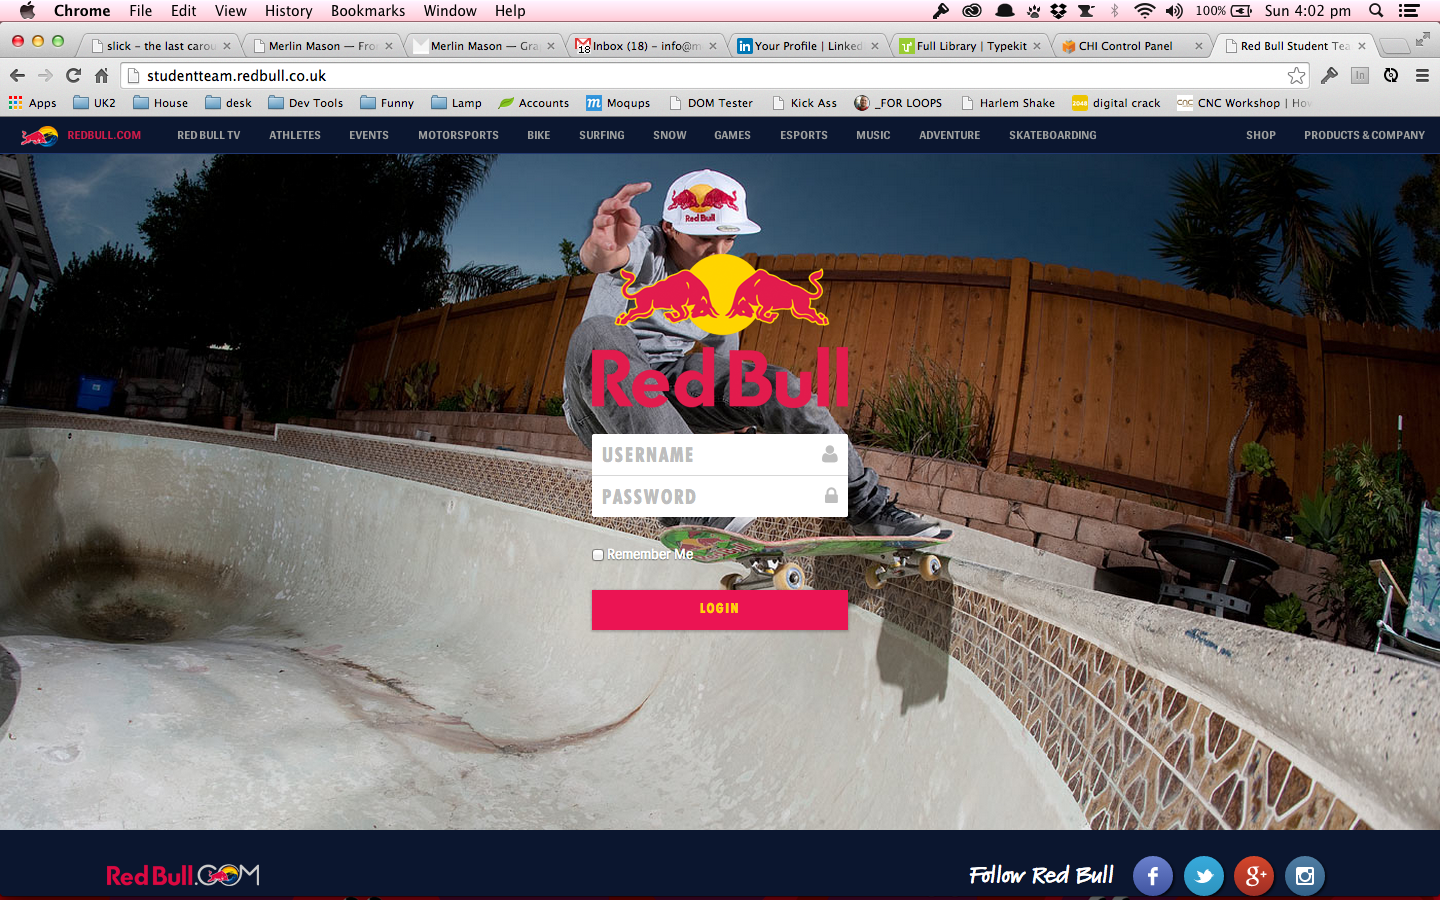 Chrome File Edit View History Bookmarks Window Help 100% Sun 4:02 pm
slick – the last carou Merlin Mason — Fro Merlin Mason — Gra 18 Inbox (18) – info@m in Your Profile | Linked Full Library | Typekit CHI Control Panel Red Bull Student Tea
studentteam.redbull.co.uk
Apps UK2 House desk Dev Tools Funny Lamp Accounts m Moqups DOM Tester Kick Ass _FOR LOOPS Harlem Shake 2048 digital crack CNC CNC Workshop | Ho
REDBULL.COM RED BULL TV ATHLETES EVENTS MOTORSPORTS BIKE SURFING SNOW GAMES ESPORTS MUSIC ADVENTURE SKATEBOARDING SHOP PRODUCTS & COMPANY
Red Bull
Red Bull
USERNAME
PASSWORD
Remember Me
LOGIN
Red Bull.COM Follow Red Bull f g+